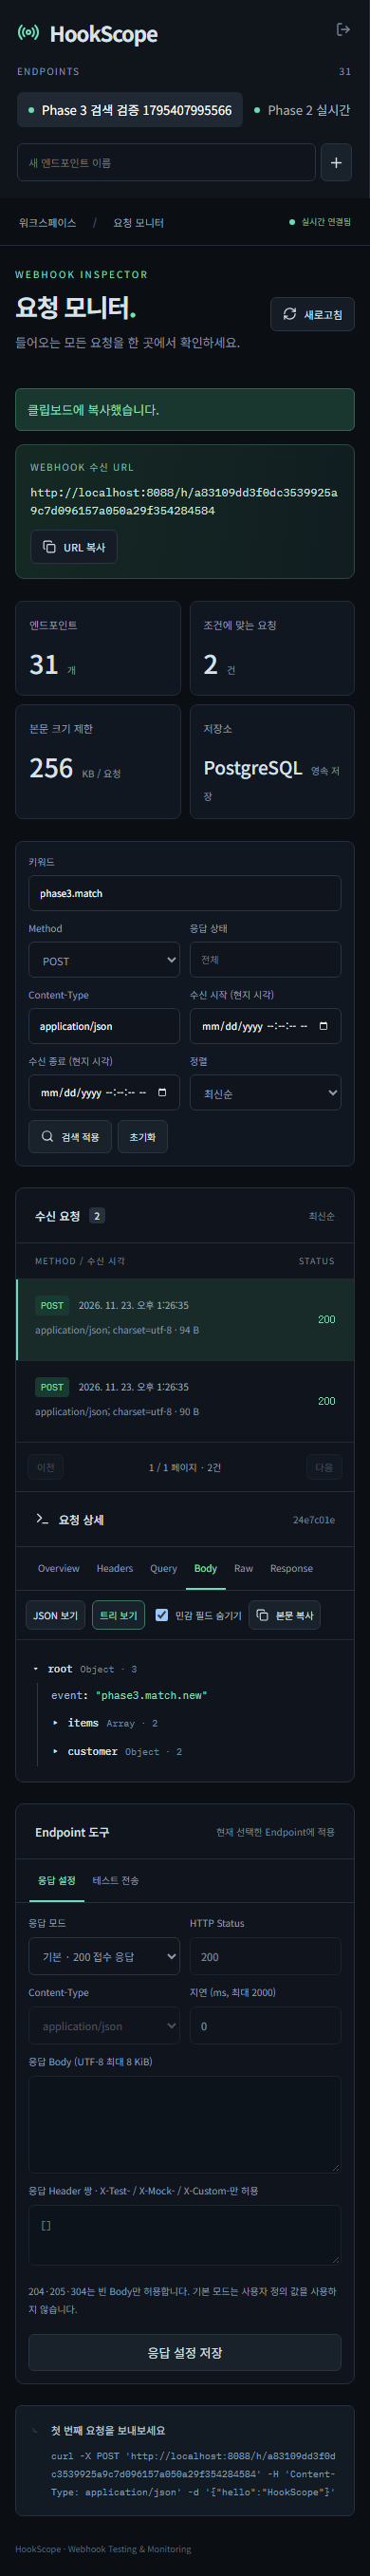 HookScope
ENDPOINTS 31
Phase 3 검색 검증 1795407995566 Phase 2 실시간
새 엔드포인트 이름
워크스페이스 / 요청 모니터 실시간 연결됨
WEBHOOK INSPECTOR
요청 모니터.
새로고침
들어오는 모든 요청을 한 곳에서 확인하세요.
클립보드에 복사했습니다.
WEBHOOK 수신 URL
http://localhost:8088/h/a83109dd3f0dc3539925a
9c7d096157a050a29f354284584
URL 복사
엔드포인트 조건에 맞는 요청
31 개 2 건
본문 크기 제한 저장소
256 KB / 요청 PostgreSQL 영속 저
장
키워드
phase3.match
Method 응답 상태
POST 전체
Content-Type 수신 시작 (현지 시각)
application/json mm/dd/yyyy --:--:-- --
수신 종료 (현지 시각) 정렬
mm/dd/yyyy --:--:-- -- 최신순
검색 적용 초기화
수신 요청 2 최신순
METHOD / 수신 시각 STATUS
POST 2026. 11. 23. 오후 1:26:35 200
application/json; charset=utf-8 · 94 B
POST 2026. 11. 23. 오후 1:26:35 200
application/json; charset=utf-8 · 90 B
이전 1 / 1 페이지 · 2건 다음
요청 상세 24e7c01e
Overview Headers Query Body Raw Response
JSON 보기 트리 보기 민감 필드 숨기기 본문 복사
root Object · 3
event: "phase3.match.new"
items Array · 2
customer Object · 2
Endpoint 도구 현재 선택한 Endpoint에 적용
응답 설정 테스트 전송
응답 모드 HTTP Status
기본 · 200 접수 응답 200
Content-Type 지연 (ms, 최대 2000)
application/json 0
응답 Body (UTF-8 최대 8 KiB)
응답 Header 쌍 · X-Test- / X-Mock- / X-Custom-만 허용
[]
204·205·304는 빈 Body만 허용합니다. 기본 모드는 사용자 정의 값을 사용하
지 않습니다.
응답 설정 저장
첫 번째 요청을 보내보세요
curl -X POST 'http://localhost:8088/h/a83109dd3f0d
c3539925a9c7d096157a050a29f354284584' -H 'Content-
Type: application/json' -d '{"hello":"HookScope"}'
HookScope · Webhook Testing & Monitoring